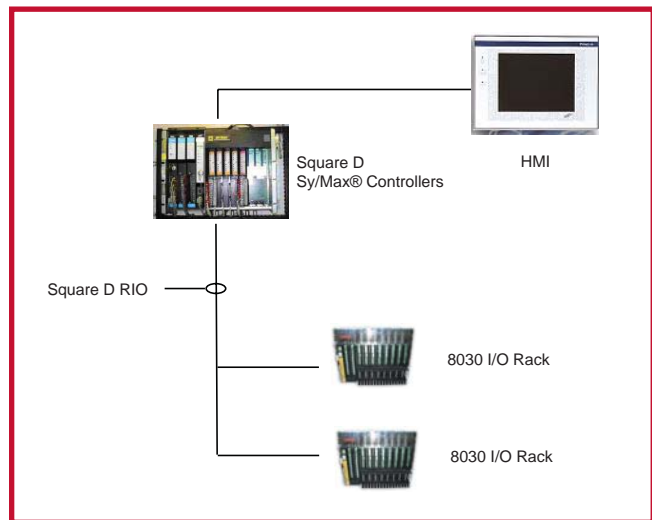 HMI
Square D
Sy/Max® Controllers
Square D RIO
8030 I/O Rack
8030 I/O Rack